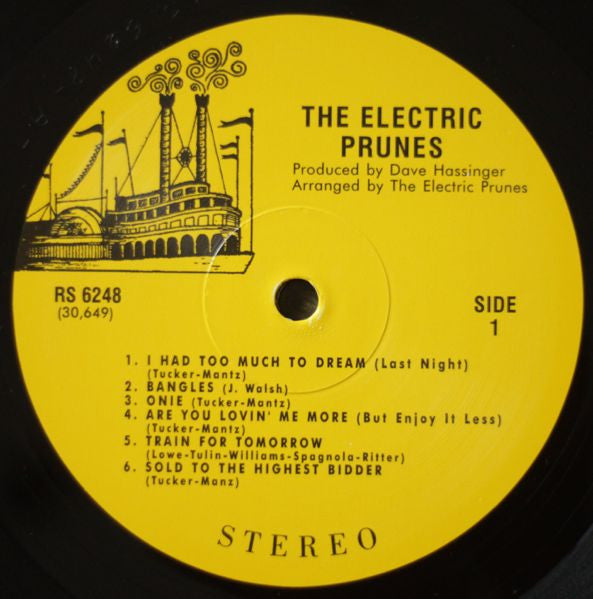 THE ELECTRIC
PRUNES
Produced by Dave Hassinger
Arranged by The Electric Prunes
RS 6248
(30,649)
SIDE
1
1. I HAD TOO MUCH TO DREAM (Last Night)
(Tucker-Mantz)
2. BANGLES (J. Walsh)
3. ONIE (Tucker-Mantz)
4. ARE YOU LOVIN' ME MORE (But Enjoy It Less)
(Tucker-Mantz)
5. TRAIN FOR TOMORROW
(Lowe-Tulin-Williams-Spagnola-Ritter)
6. SOLD TO THE HIGHEST BIDDER
(Tucker-Manz)
STEREO